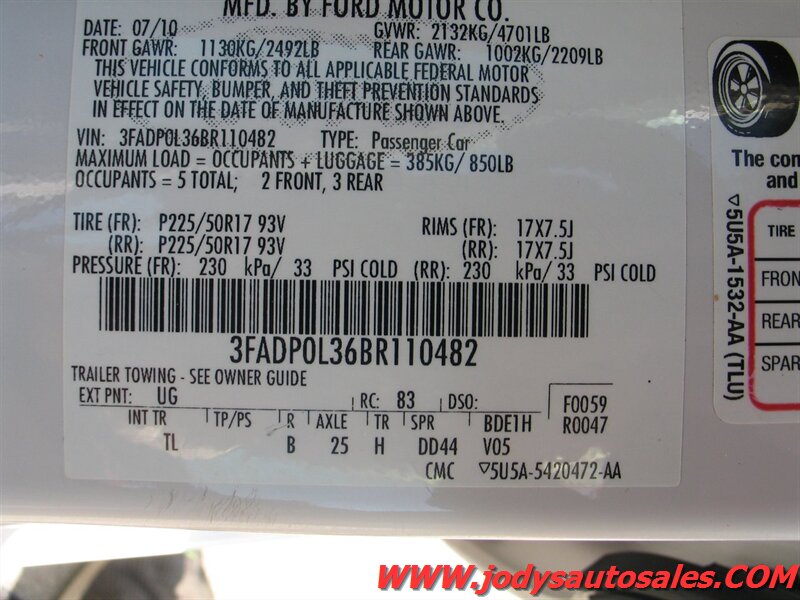 MFD. BY FORD MOTOR CO.
DATE: 07/10 GVWR: 2132KG/4701LB
FRONT GAWR: 1130KG/2492LB REAR GAWR: 1002KG/2209LB
THIS VEHICLE CONFORMS TO ALL APPLICABLE FEDERAL MOTOR
VEHICLE SAFETY, BUMPER, AND THEFT PREVENTION STANDARDS
IN EFFECT ON THE DATE OF MANUFACTURE SHOWN ABOVE.
VIN: 3FADP0L36BR110482 TYPE: Passenger Car
MAXIMUM LOAD = OCCUPANTS + LUGGAGE = 385KG/ 850LB
OCCUPANTS = 5 TOTAL; 2 FRONT, 3 REAR
TIRE (FR): P225/50R17 93V RIMS (FR): 17X7.5J
(RR): P225/50R17 93V (RR): 17X7.5J
PRESSURE (FR): 230 kPa/ 33 PSI COLD (RR): 230 kPa/ 33 PSI COLD
3FADP0L36BR110482
TRAILER TOWING - SEE OWNER GUIDE
EXT PNT: UG RC: 83 DSO: F0059
INT TR TP/PS R AXLE TR SPR BDE1H R0047
TL B 25 H DD44 V05
CMC ▽5U5A-5420472-AA
The con
and
▽5U5A-1532-AA (TLU)
TIRE
FRON
REAR
SPAR
www.jodysautosales.com